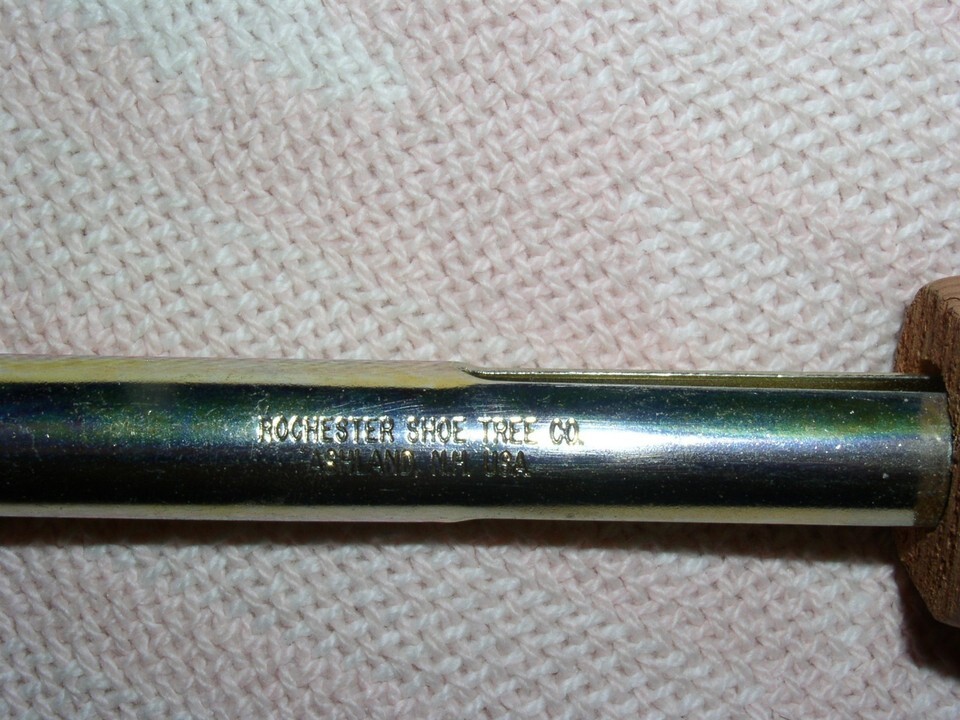 ROCHESTER SHOE TREE CO.
ASHLAND, N.H. USA